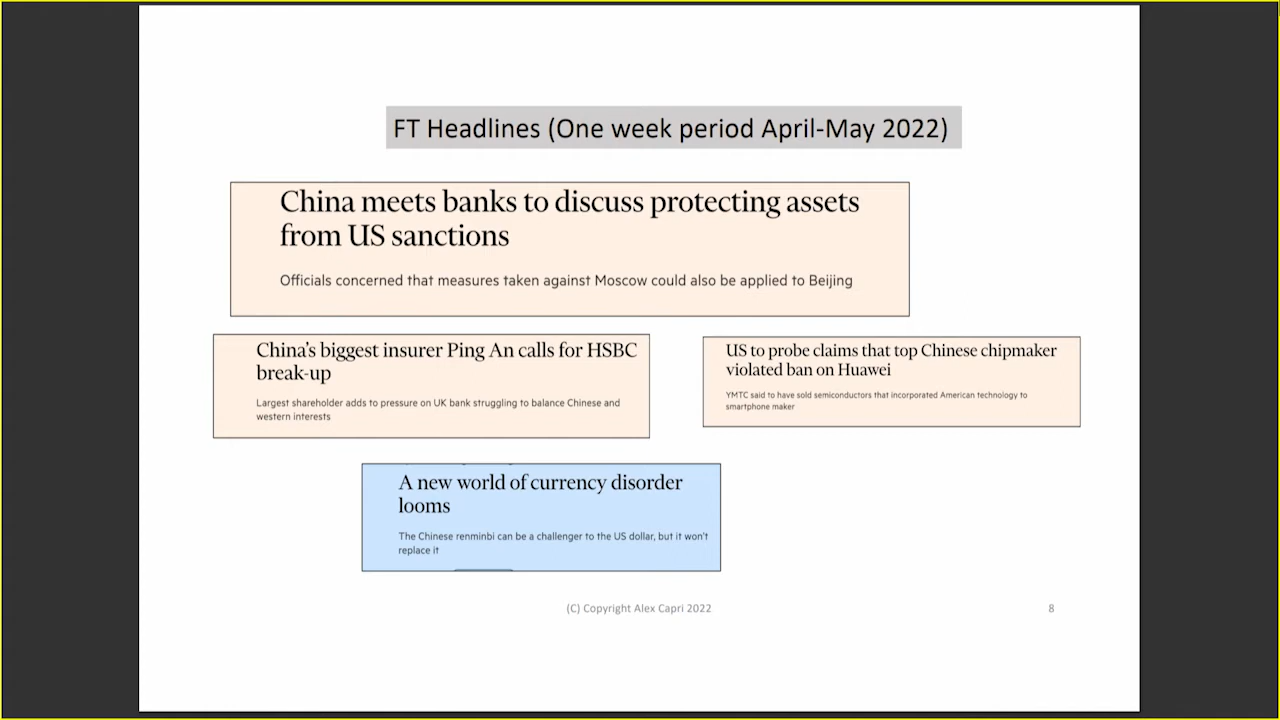 FT Headlines (One week period April-May 2022)
China meets banks to discuss protecting assets
from US sanctions
Officials concerned that measures taken against Moscow could also be applied to Beijing
China's biggest insurer Ping An calls for HSBC
break-up
Largest shareholder adds to pressure on UK bank struggling to balance Chinese and
western interests
US to probe claims that top Chinese chipmaker
violated ban on Huawei
YMTC said to have sold semiconductors that incorporated American technology to
smartphone maker
A new world of currency disorder
looms
The Chinese renminbi can be a challenger to the US dollar, but it won't
replace it
(C) Copyright Alex Capri 2022
8